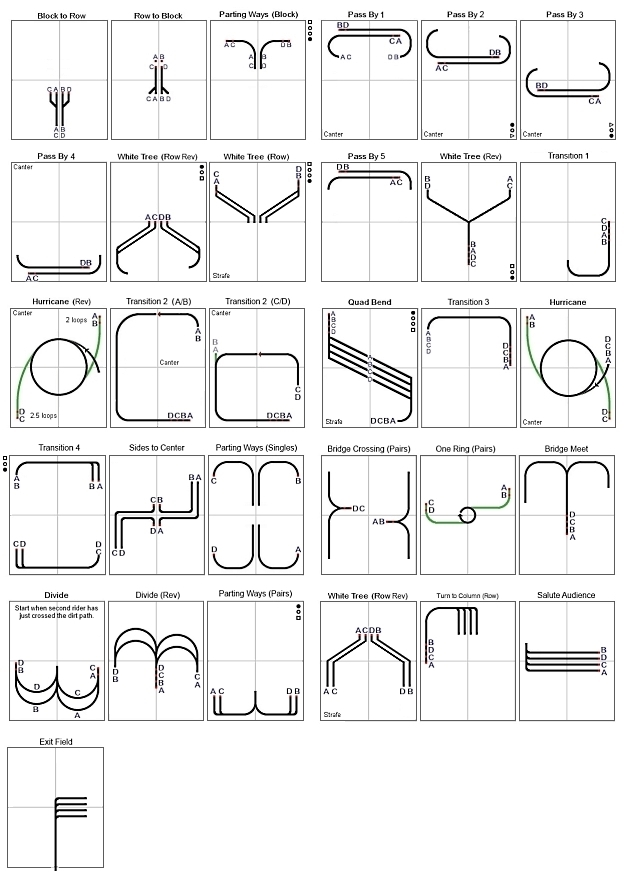 Block to Row
C A B D
A B
C D
Row to Block
A B
C D
C A B D
Parting Ways (Block)
A C
D B
A B
C D
Pass By 1
BD
CA
A C
D B
Canter
Pass By 2
DB
AC
Canter
Pass By 3
BD
CA
Canter
Pass By 4
Canter
DB
AC
White Tree (Row Rev)
A C D B
White Tree (Row)
C
A
D
B
Strafe
Pass By 5
DB
AC
White Tree (Rev)
B
D
A
C
B
A
D
C
Transition 1
C
D
A
B
Hurricane (Rev)
Canter
2 loops
A
B
D
C
2.5 loops
Transition 2 (A/B)
A
B
Canter
DCBA
Transition 2 (C/D)
Canter
B
A
C
D
DCBA
Quad Bend
A
B
C
D
A
B
C
D
Strafe
DCBA
Transition 3
A
B
C
D
D
C
B
A
Hurricane
A
B
D
C
B
A
Canter
D
C
Transition 4
A
B
B A
C D
D
C
Sides to Center
B A
C B
D A
C D
Parting Ways (Singles)
C
B
D
A
Bridge Crossing (Pairs)
DC
AB
One Ring (Pairs)
A
B
C
D
Bridge Meet
D
C
B
A
Divide
Start when second rider has
just crossed the dirt path.
D
B
C
A
D
C
B
A
Divide (Rev)
D
B
D
C
B
A
C
A
Parting Ways (Pairs)
A C
D B
White Tree (Row Rev)
A C D B
A C
D B
Strafe
Turn to Column (Row)
B
D
C
A
Salute Audience
B
D
C
A
Exit Field